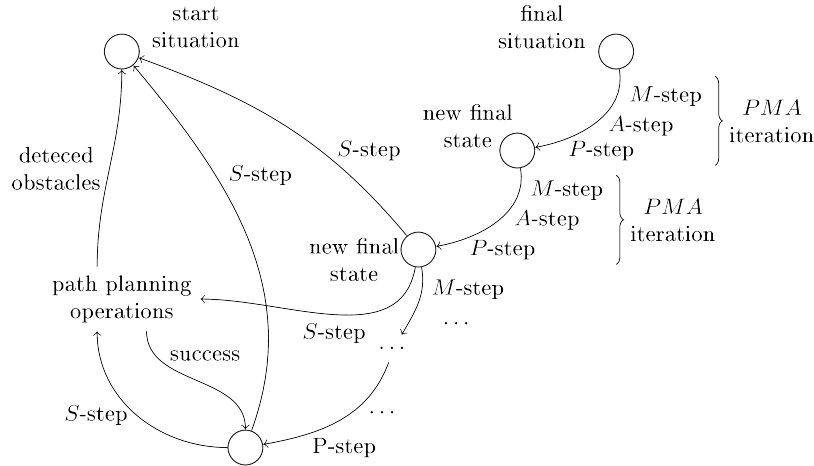 start
situation
final
situation
M-step
A-step
P-step
PMA
iteration
new final
state
deteced
obstacles
S-step
S-step
M-step
A-step
P-step
PMA
iteration
new final
state
M-step
path planning
operations
S-step
...
...
success
S-step
...
P-step